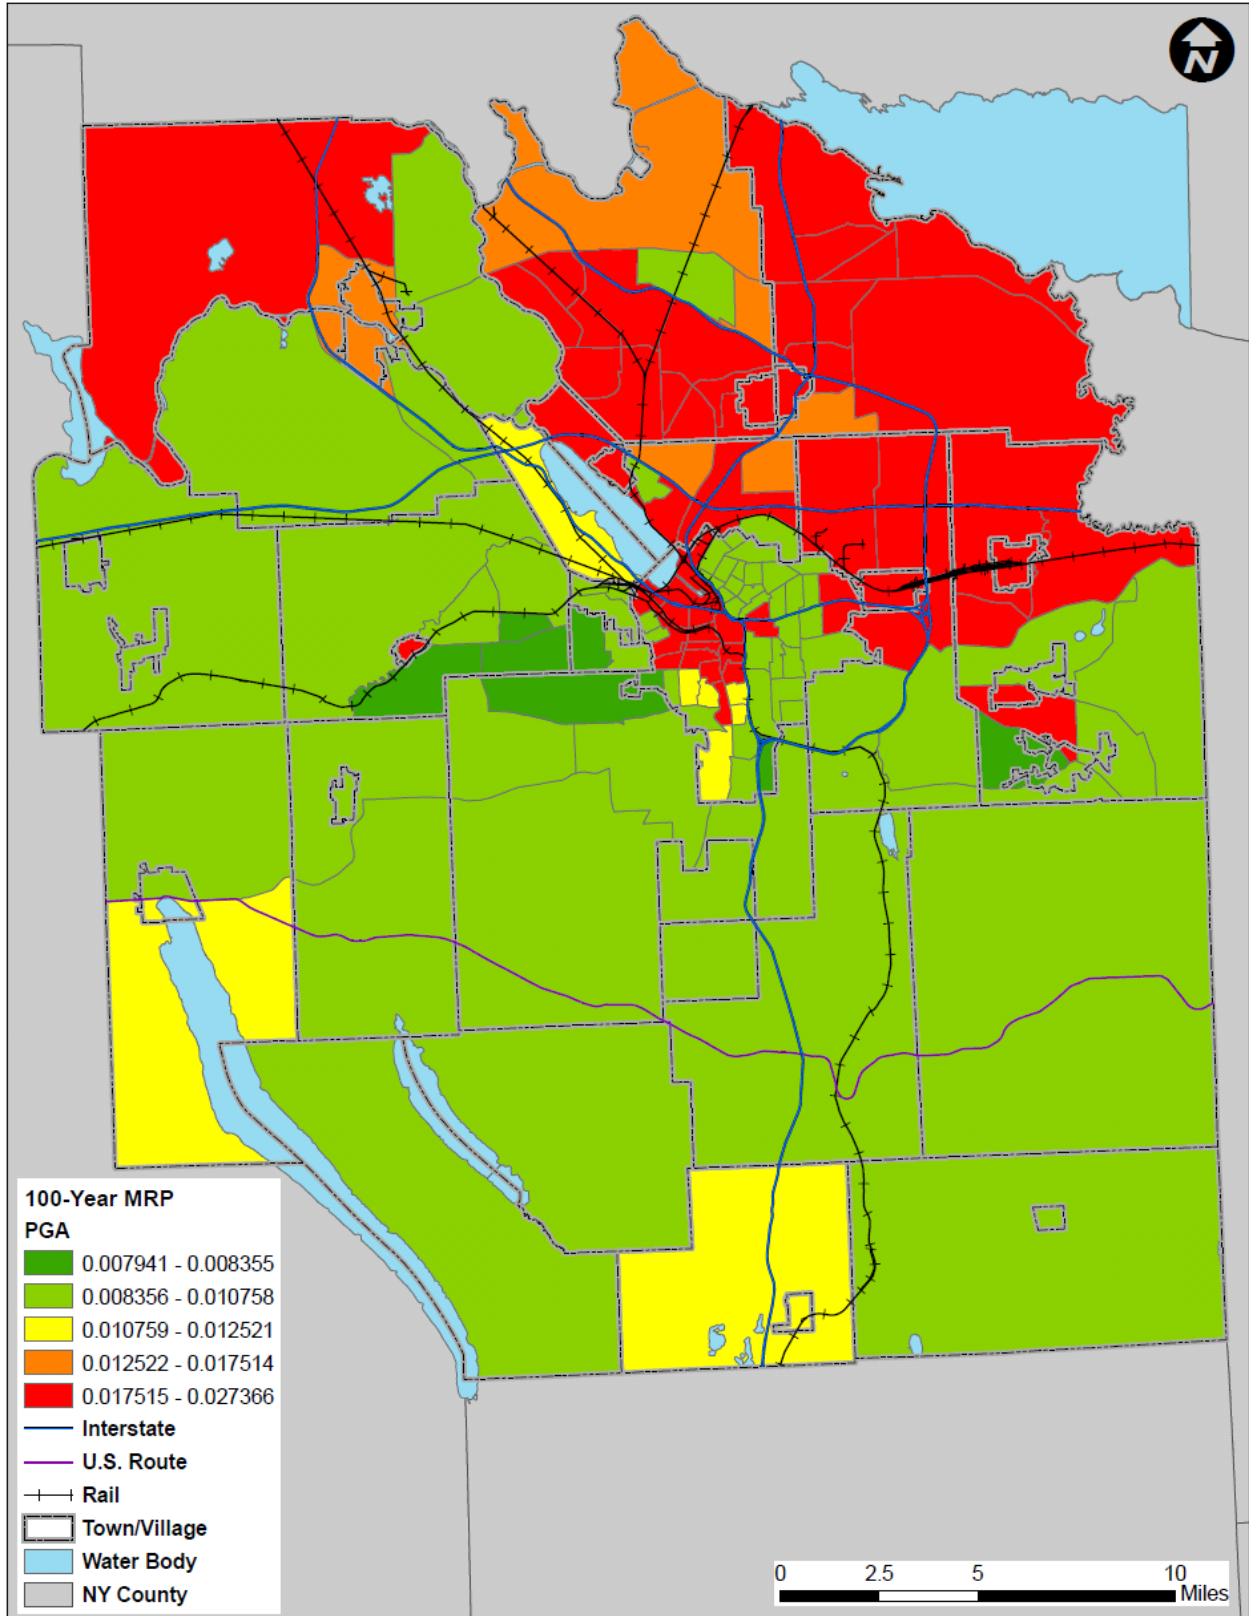 N
100-Year MRP
PGA
0.007941 - 0.008355
0.008356 - 0.010758
0.010759 - 0.012521
0.012522 - 0.017514
0.017515 - 0.027366
Interstate
U.S. Route
Rail
Town/Village
Water Body
NY County
0 2.5 5 10
Miles